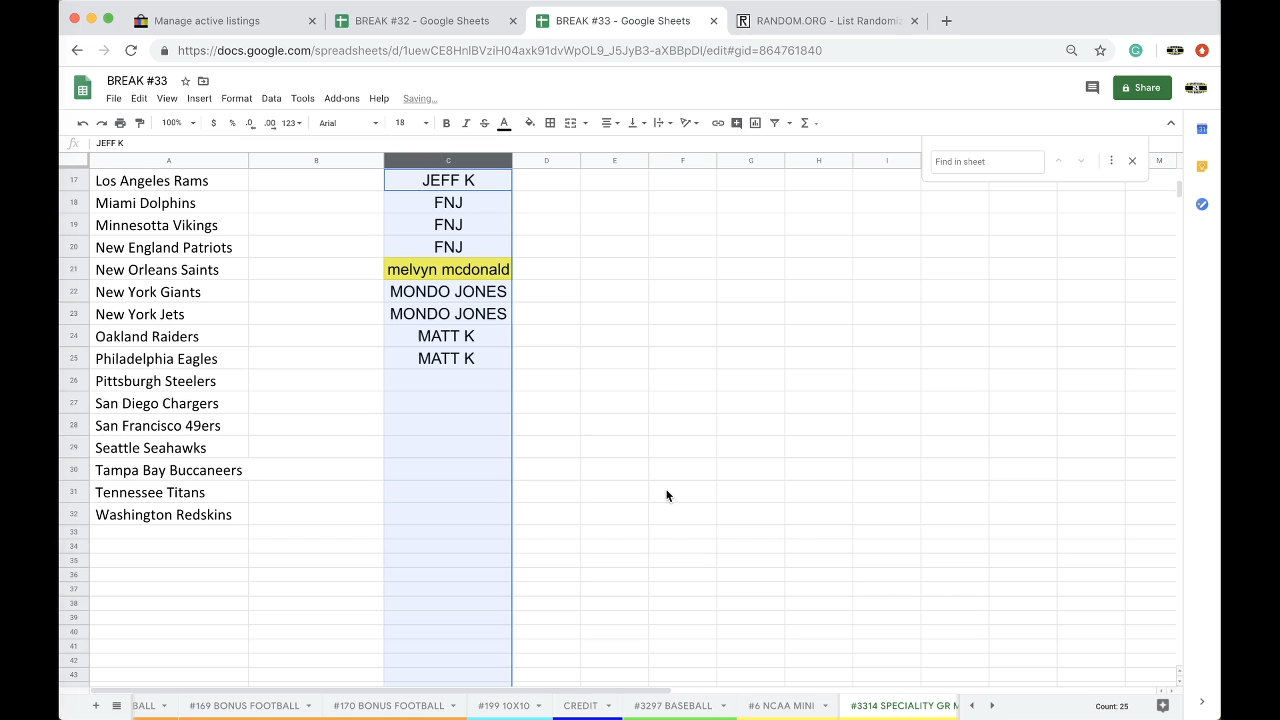 Manage active listings
BREAK #32 - Google Sheets
BREAK #33 - Google Sheets
RANDOM.ORG - List Randomiz
https://docs.google.com/spreadsheets/d/1uewCE8HnIBVziH04axk91dvWpOL9_J5JyB3-aXBBpDI/edit#gid=864761840
BREAK #33
File Edit View Insert Format Data Tools Add-ons Help Saving...
Share
100% $ % .0 .00 123 Arial 18 B I S A
fx JEFF K
Find in sheet
A B C D E F G H I M
17 Los Angeles Rams JEFF K
18 Miami Dolphins FNJ
19 Minnesotta Vikings FNJ
20 New England Patriots FNJ
21 New Orleans Saints melvyn mcdonald
22 New York Giants MONDO JONES
23 New York Jets MONDO JONES
24 Oakland Raiders MATT K
25 Philadelphia Eagles MATT K
26 Pittsburgh Steelers
27 San Diego Chargers
28 San Francisco 49ers
29 Seattle Seahawks
30 Tampa Bay Buccaneers
31 Tennessee Titans
32 Washington Redskins
33
34
35
36
37
38
39
40
41
42
43
BALL #169 BONUS FOOTBALL #170 BONUS FOOTBALL #199 10X10 CREDIT #3297 BASEBALL #6 NCAA MINI #3314 SPECIALITY GR M Count: 25